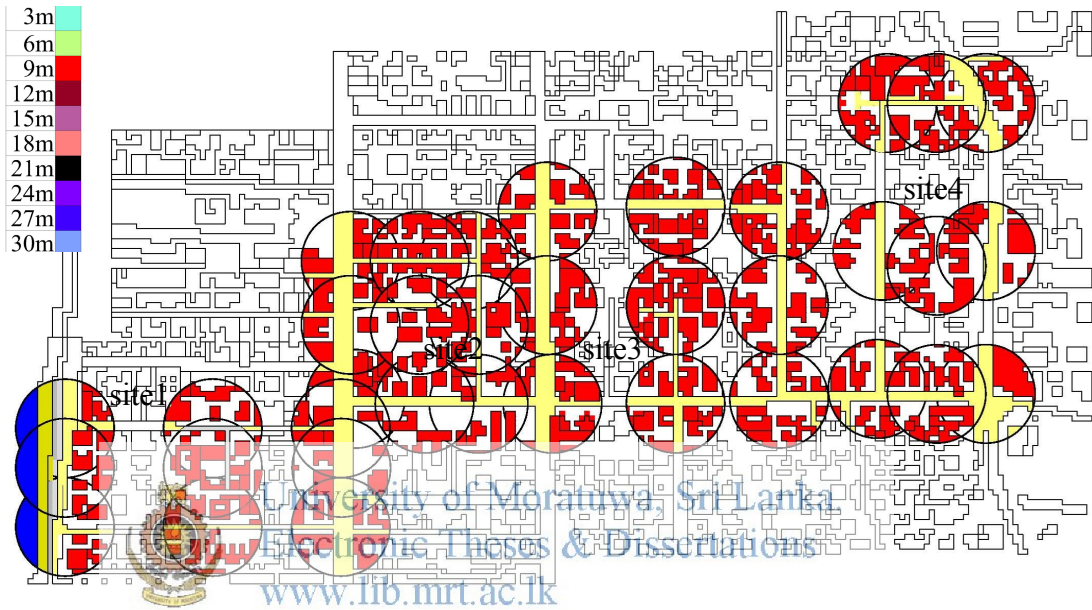 3m
6m
9m
12m
15m
18m
21m
24m
27m
30m
site4
site2
site3
site1
University of Moratuwa, Sri Lanka.
Electronic Theses & Dissertations
www.lib.mrt.ac.lk